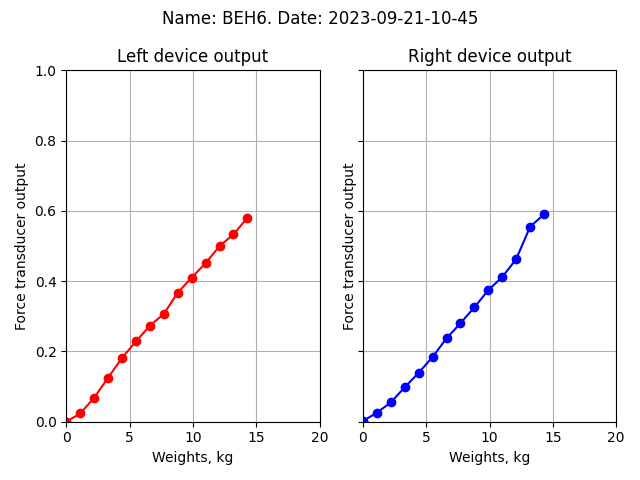 Name: BEH6. Date: 2023-09-21-10-45
Left device output
Right device output
1.0
0.8
0.6
0.4
0.2
0.0
Force transducer output
Force transducer output
0 5 10 15 20
0 5 10 15 20
Weights, kg
Weights, kg